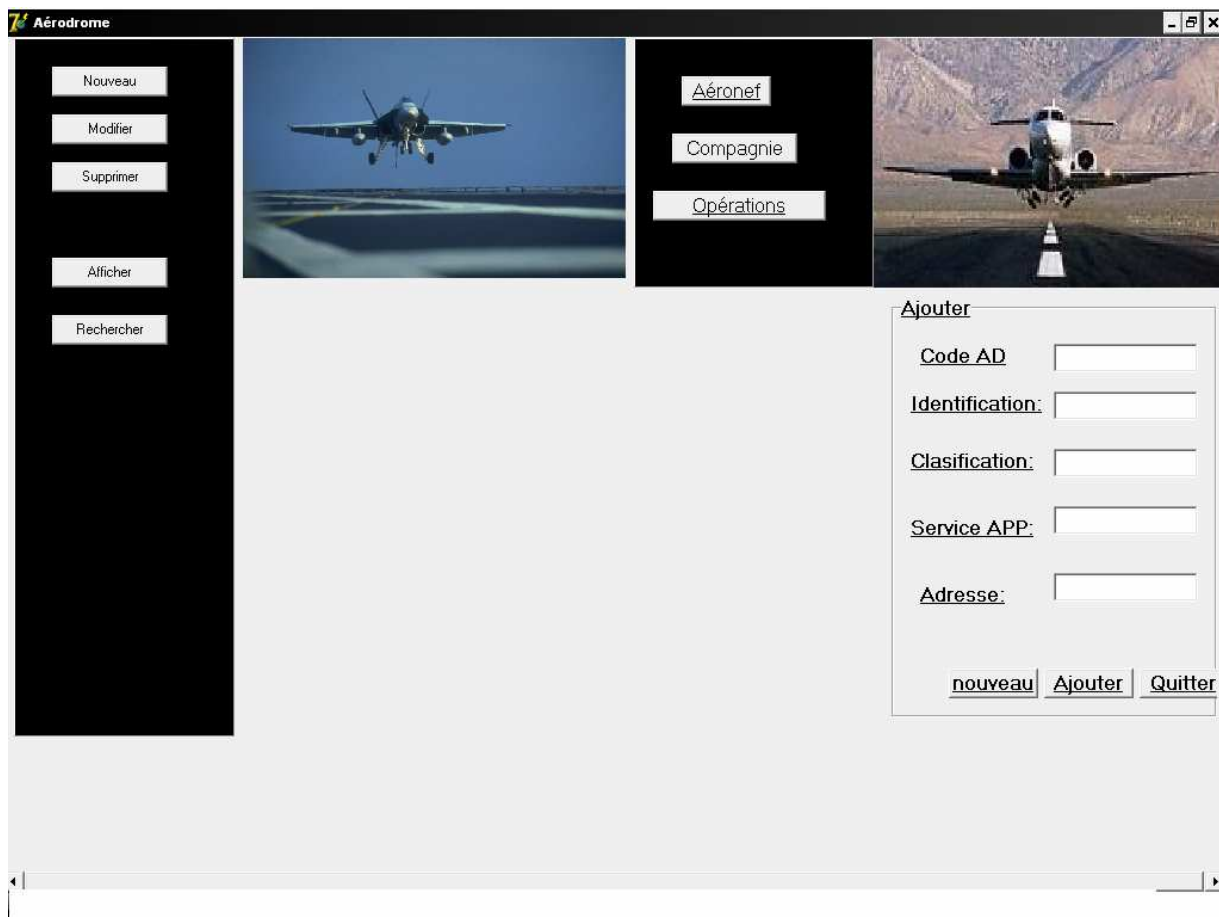 Aérodrome
Nouveau
Modifier
Supprimer
Afficher
Rechercher
Aéronef
Compagnie
Opérations
Ajouter
Code AD
Identification:
Clasification:
Service APP:
Adresse:
nouveau Ajouter Quitter